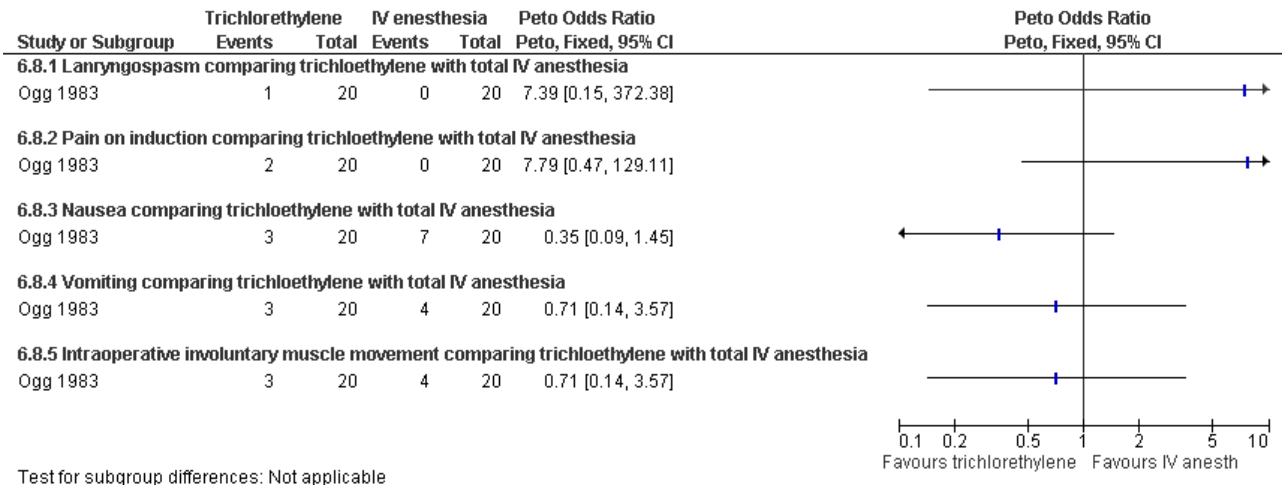 Trichlorethylene IV enesthesia Peto Odds Ratio Peto Odds Ratio
Study or Subgroup Events Total Events Total Peto, Fixed, 95% CI Peto, Fixed, 95% CI
6.8.1 Lanryngospasm comparing trichloethylene with total IV anesthesia
Ogg 1983 1 20 0 20 7.39 [0.15, 372.38]
6.8.2 Pain on induction comparing trichloethylene with total IV anesthesia
Ogg 1983 2 20 0 20 7.79 [0.47, 129.11]
6.8.3 Nausea comparing trichloethylene with total IV anesthesia
Ogg 1983 3 20 7 20 0.35 [0.09, 1.45]
6.8.4 Vomiting comparing trichloethylene with total IV anesthesia
Ogg 1983 3 20 4 20 0.71 [0.14, 3.57]
6.8.5 Intraoperative involuntary muscle movement comparing trichloethylene with total IV anesthesia
Ogg 1983 3 20 4 20 0.71 [0.14, 3.57]
0.1 0.2 0.5 1 2 5 10
Favours trichlorethylene Favours IV anesth
Test for subgroup differences: Not applicable